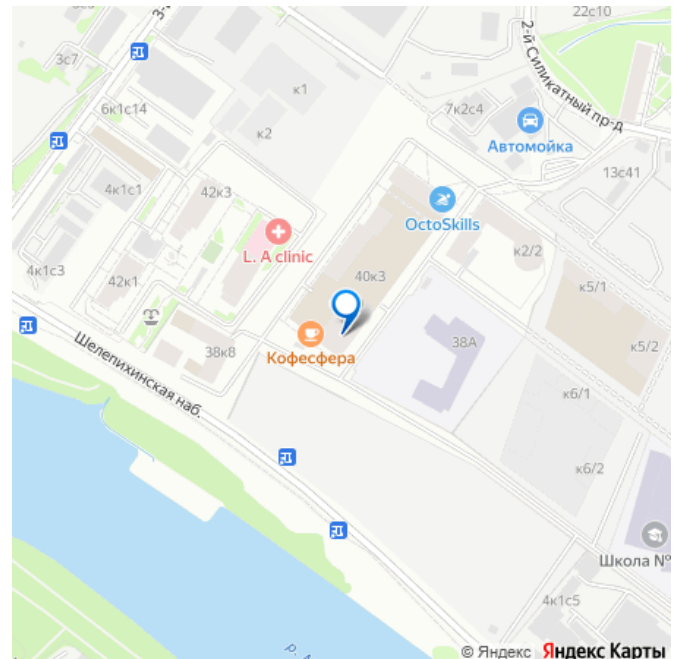 22с10
3-
3с7
2-й Силикатный пр-д
к1
6к1с14
7к2с4
к2
Автомойка
13с41
4к1с1
42к3
OctoSkills
L. A clinic
к2/2
4к1с3
42к1
40к3
к5/1
38А
38к8
Кофесфера
к5/2
Шелепихинская наб.
к6/1
к6/2
Школа №
4к1с5
© Яндекс Яндекс Карты